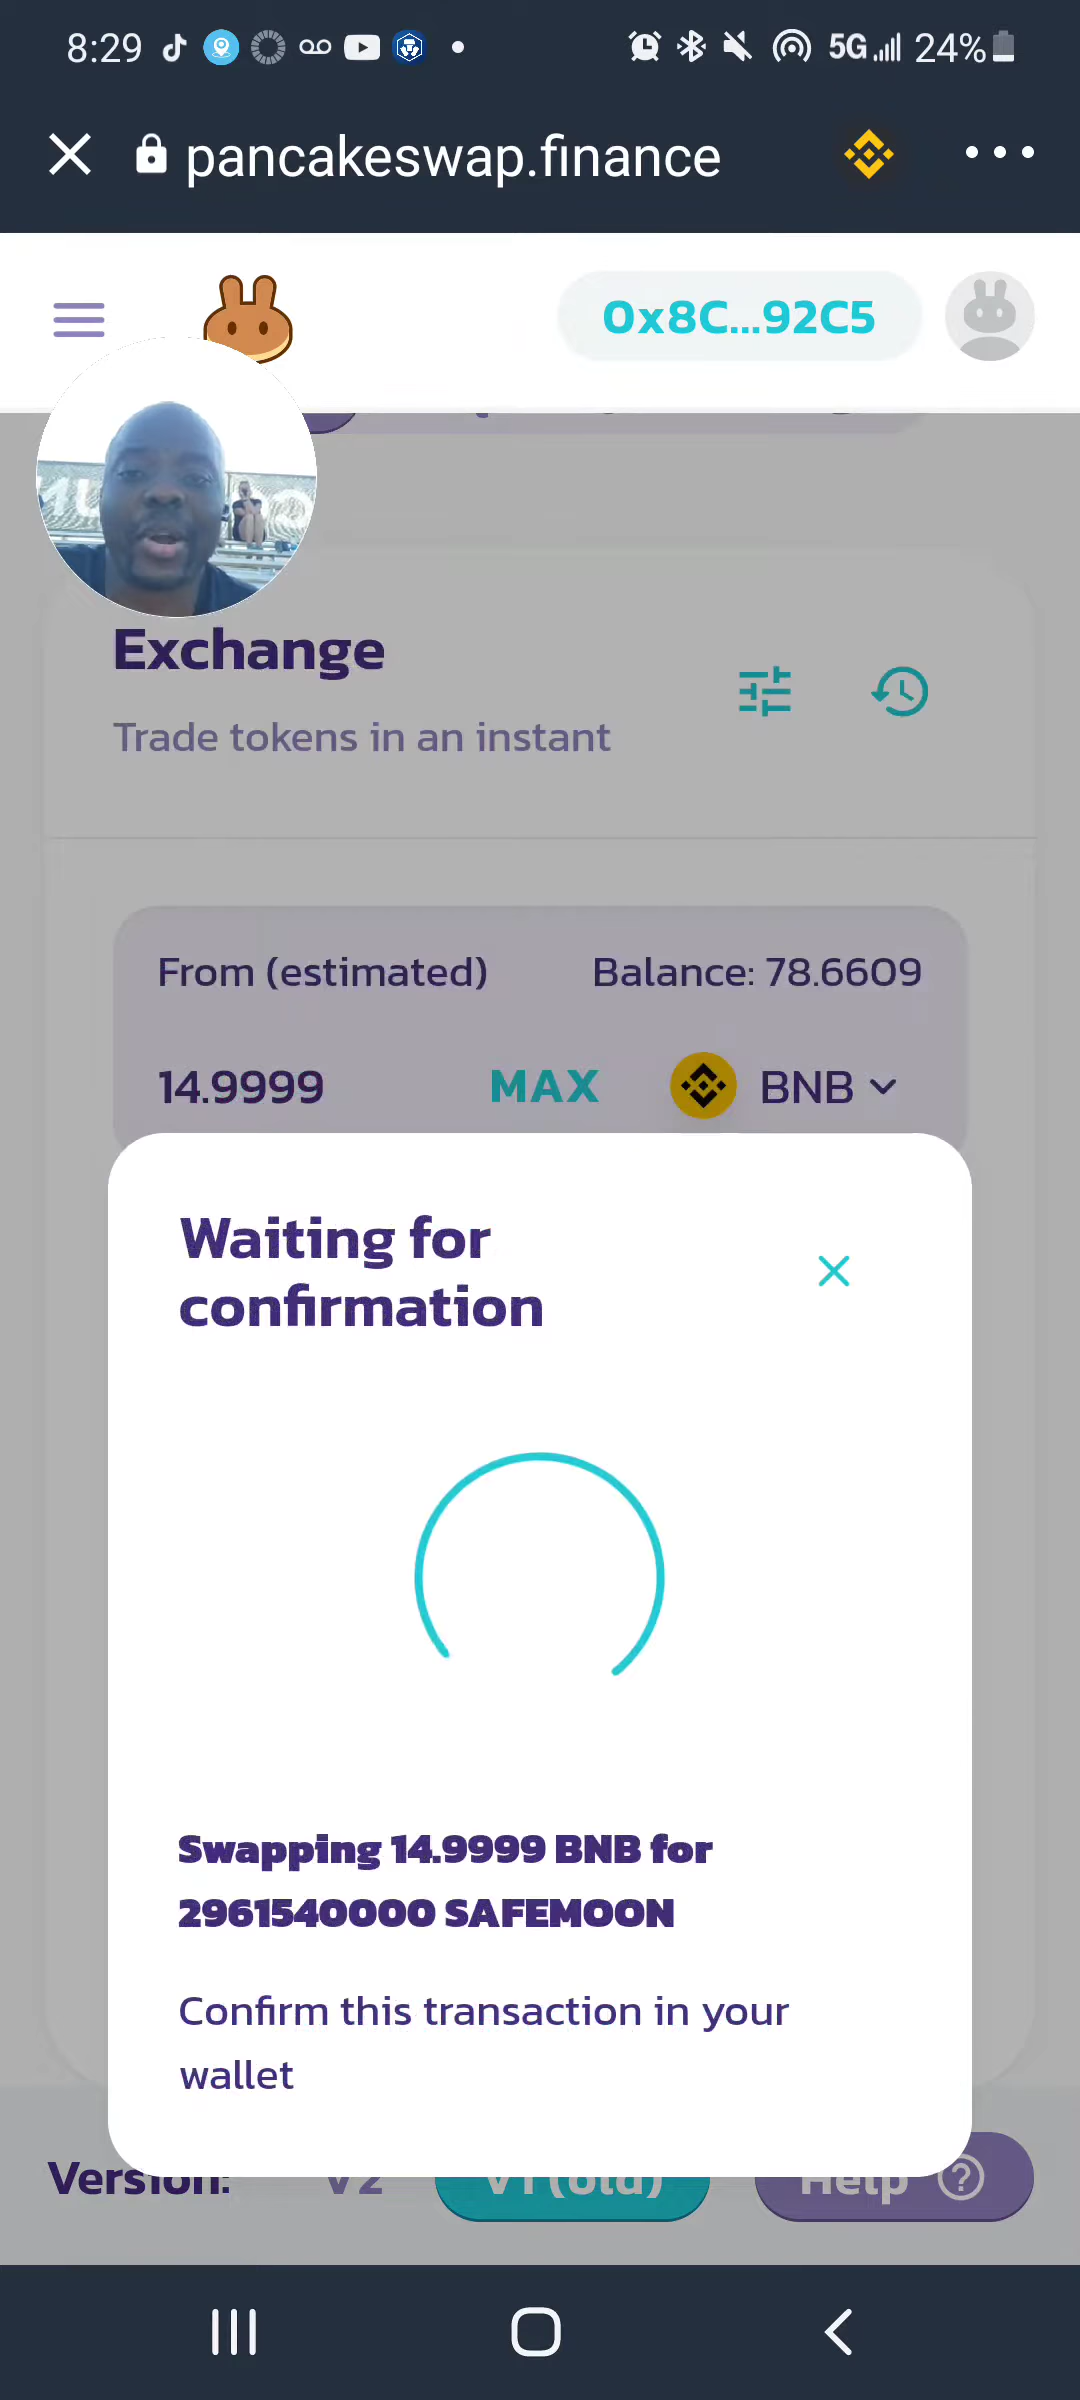 8:29
5G 24%
pancakeswap.finance
0x8C...92C5
Exchange
Trade tokens in an instant
From (estimated) Balance: 78.6609
14.9999 MAX BNB
Waiting for
confirmation
Swapping 14.9999 BNB for
2961540000 SAFEMOON
Confirm this transaction in your
wallet
Version: V2 V1 (old) Help ?